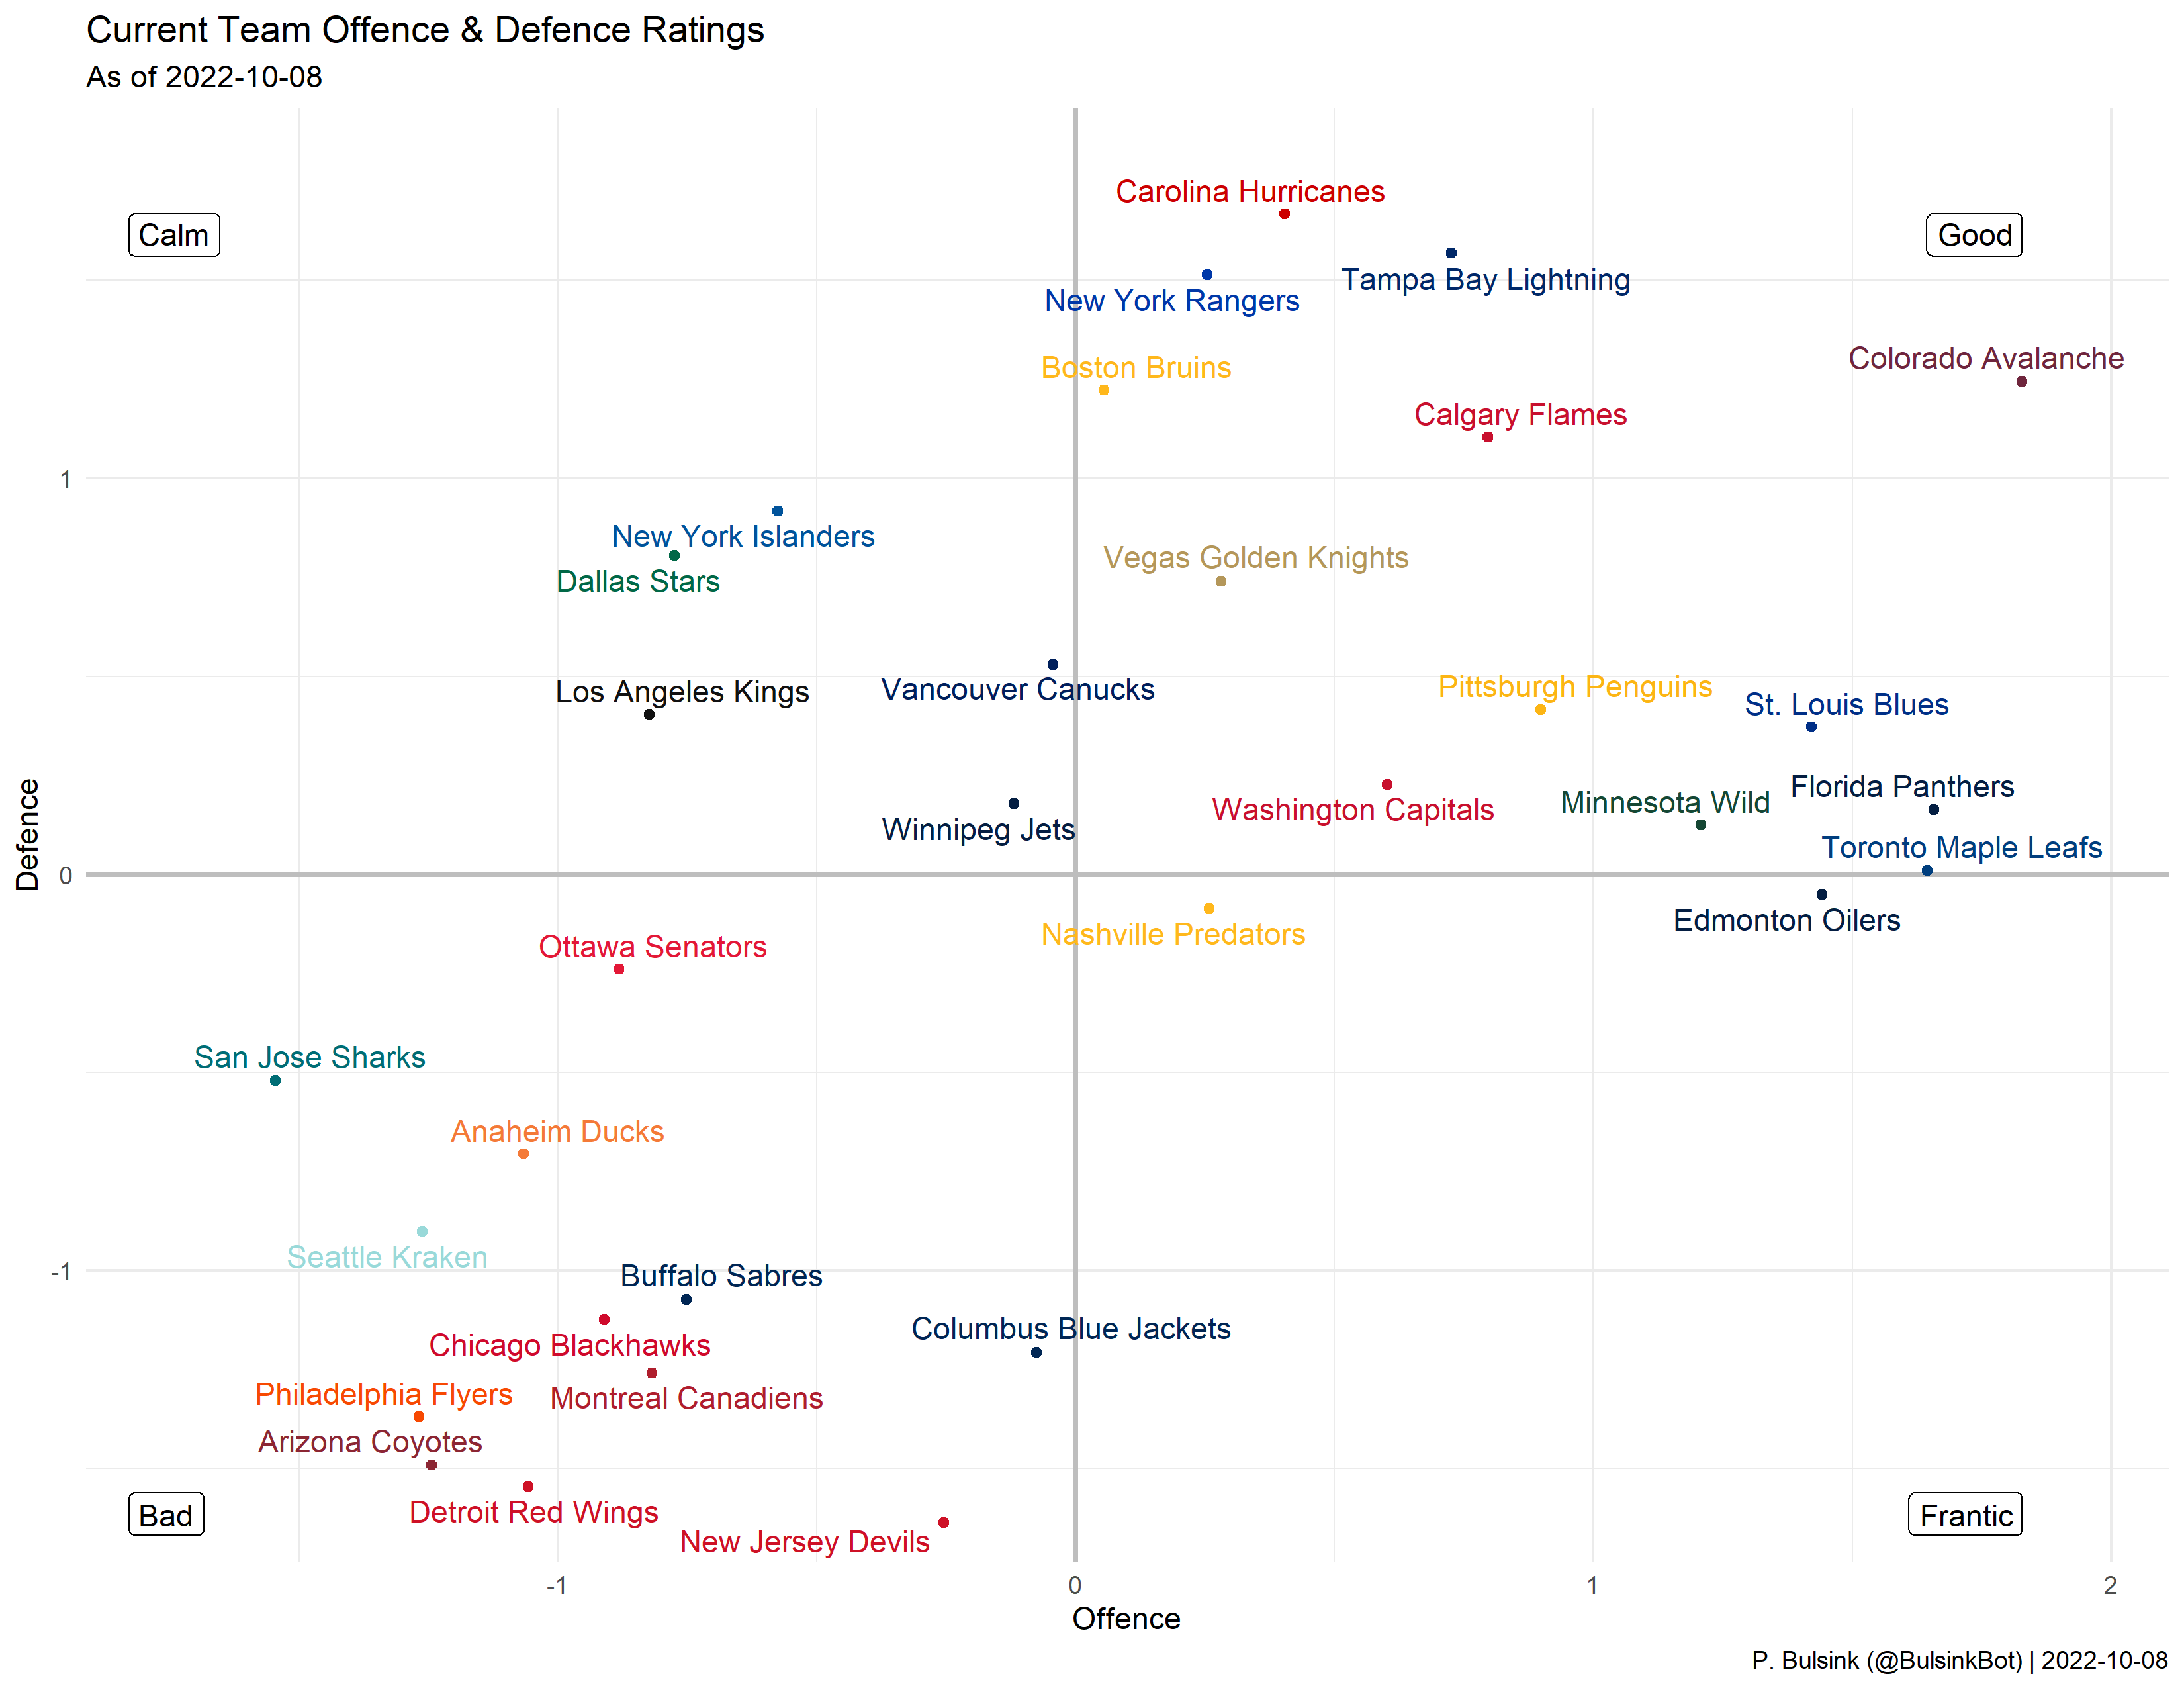 Current Team Offence & Defence Ratings
As of 2022-10-08
Carolina Hurricanes
Calm
Good
Tampa Bay Lightning
New York Rangers
Colorado Avalanche
Boston Bruins
Calgary Flames
1
New York Islanders
Vegas Golden Knights
Dallas Stars
Pittsburgh Penguins
Vancouver Canucks
Los Angeles Kings
St. Louis Blues
Florida Panthers
Minnesota Wild
Washington Capitals
Winnipeg Jets
Defence
Toronto Maple Leafs
0
Edmonton Oilers
Nashville Predators
Ottawa Senators
San Jose Sharks
Anaheim Ducks
Seattle Kraken
-1
Buffalo Sabres
Columbus Blue Jackets
Chicago Blackhawks
Philadelphia Flyers
Montreal Canadiens
Arizona Coyotes
Detroit Red Wings
Bad
Frantic
New Jersey Devils
-1 0 1 2
Offence
P. Bulsink (@BulsinkBot) | 2022-10-08